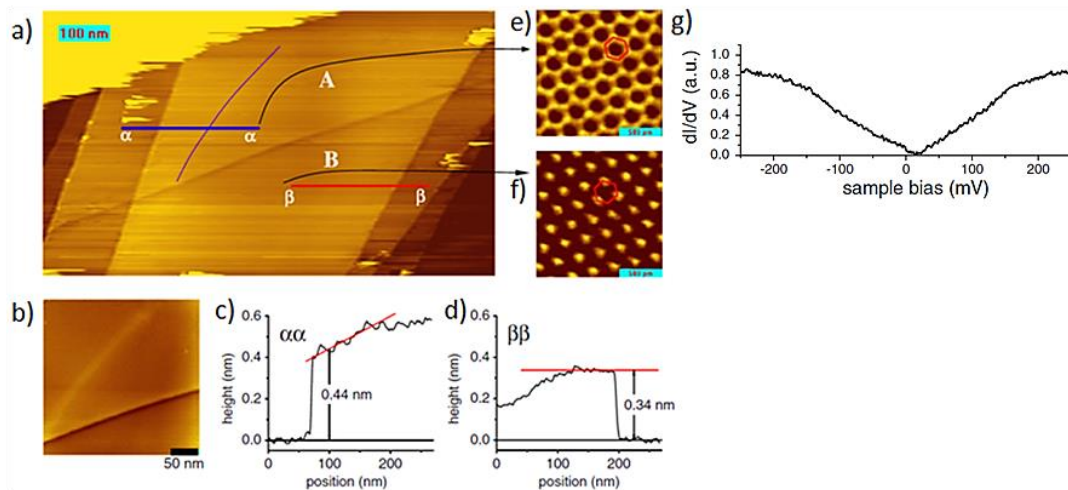 a)
100 nm
A
α
α
B
β
β
e)
f)
g)
dI/dV (a.u.)
1.0
0.8
0.6
0.4
0.2
0.0
-200
-100
0
100
200
sample bias (mV)
b)
50 nm
c)
αα
height (nm)
0.6
0.4
0.2
0.0
0.44 nm
0
100
200
position (nm)
d)
ββ
height (nm)
0.6
0.4
0.2
0.0
0.34 nm
0
100
200
position (nm)